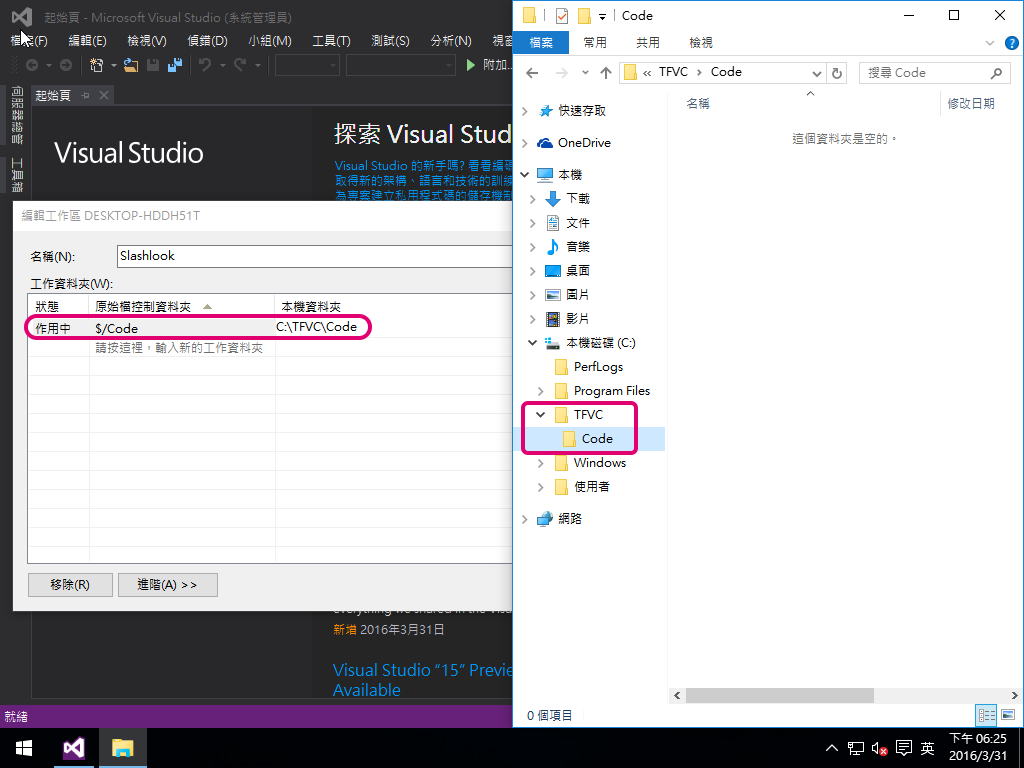 起始頁 - Microsoft Visual Studio (系統管理員)
檔案(F) 編輯(E) 檢視(V) 偵錯(D) 小組(M) 工具(T) 測試(S) 分析(N) 視窗
附加...
伺服器總管
工具箱
起始頁
Visual Studio
探索 Visual Stud
Visual Studio 的新手嗎? 看看編碼
取得新的架構、語言和技術的訓練
為專案建立私用程式碼的儲存機制
編輯工作區 DESKTOP-HDDH51T
名稱(N): Slashlook
工作資料夾(W):
狀態 原始檔控制資料夾 本機資料夾
作用中 $/Code C:\TFVC\Code
請按這裡，輸入新的工作資料夾
移除(R) 進階(A) >>
everything we shared in the Visu
新增 2016年3月31日
Visual Studio “15” Previe
Available
就緒
Code
檔案 常用 共用 檢視
« TFVC › Code
搜尋 Code
快速存取
OneDrive
本機
下載
文件
音樂
桌面
圖片
影片
本機磁碟 (C:)
PerfLogs
Program Files
TFVC
Code
Windows
使用者
網路
名稱 修改日期
這個資料夾是空的。
0 個項目
英
下午 06:25
2016/3/31